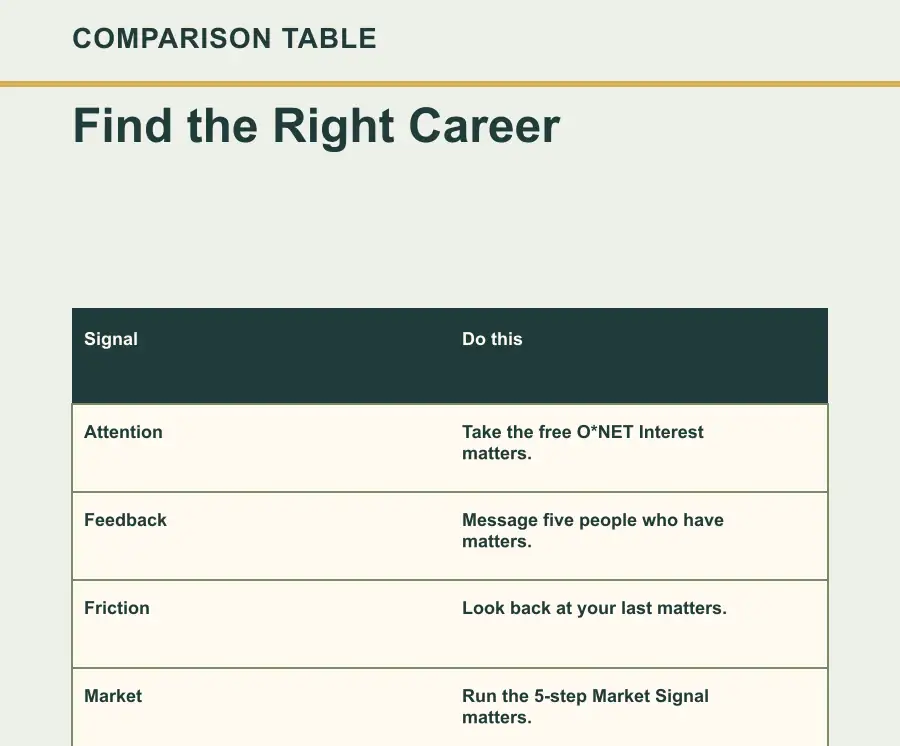 COMPARISON TABLE
Find the Right Career
Signal
Do this
Attention
Take the free O*NET Interest
matters.
Feedback
Message five people who have
matters.
Friction
Look back at your last matters.
Market
Run the 5-step Market Signal
matters.